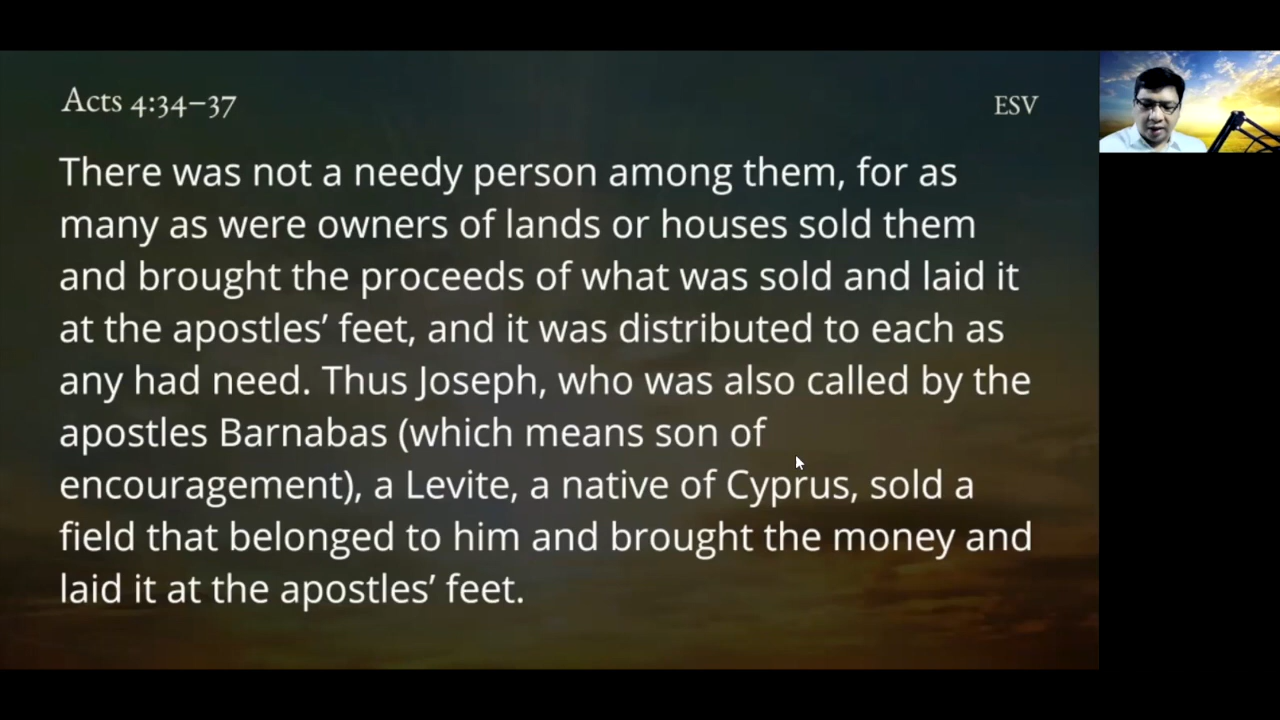 Acts 4:34–37
ESV
There was not a needy person among them, for as
many as were owners of lands or houses sold them
and brought the proceeds of what was sold and laid it
at the apostles’ feet, and it was distributed to each as
any had need. Thus Joseph, who was also called by the
apostles Barnabas (which means son of
encouragement), a Levite, a native of Cyprus, sold a
field that belonged to him and brought the money and
laid it at the apostles’ feet.